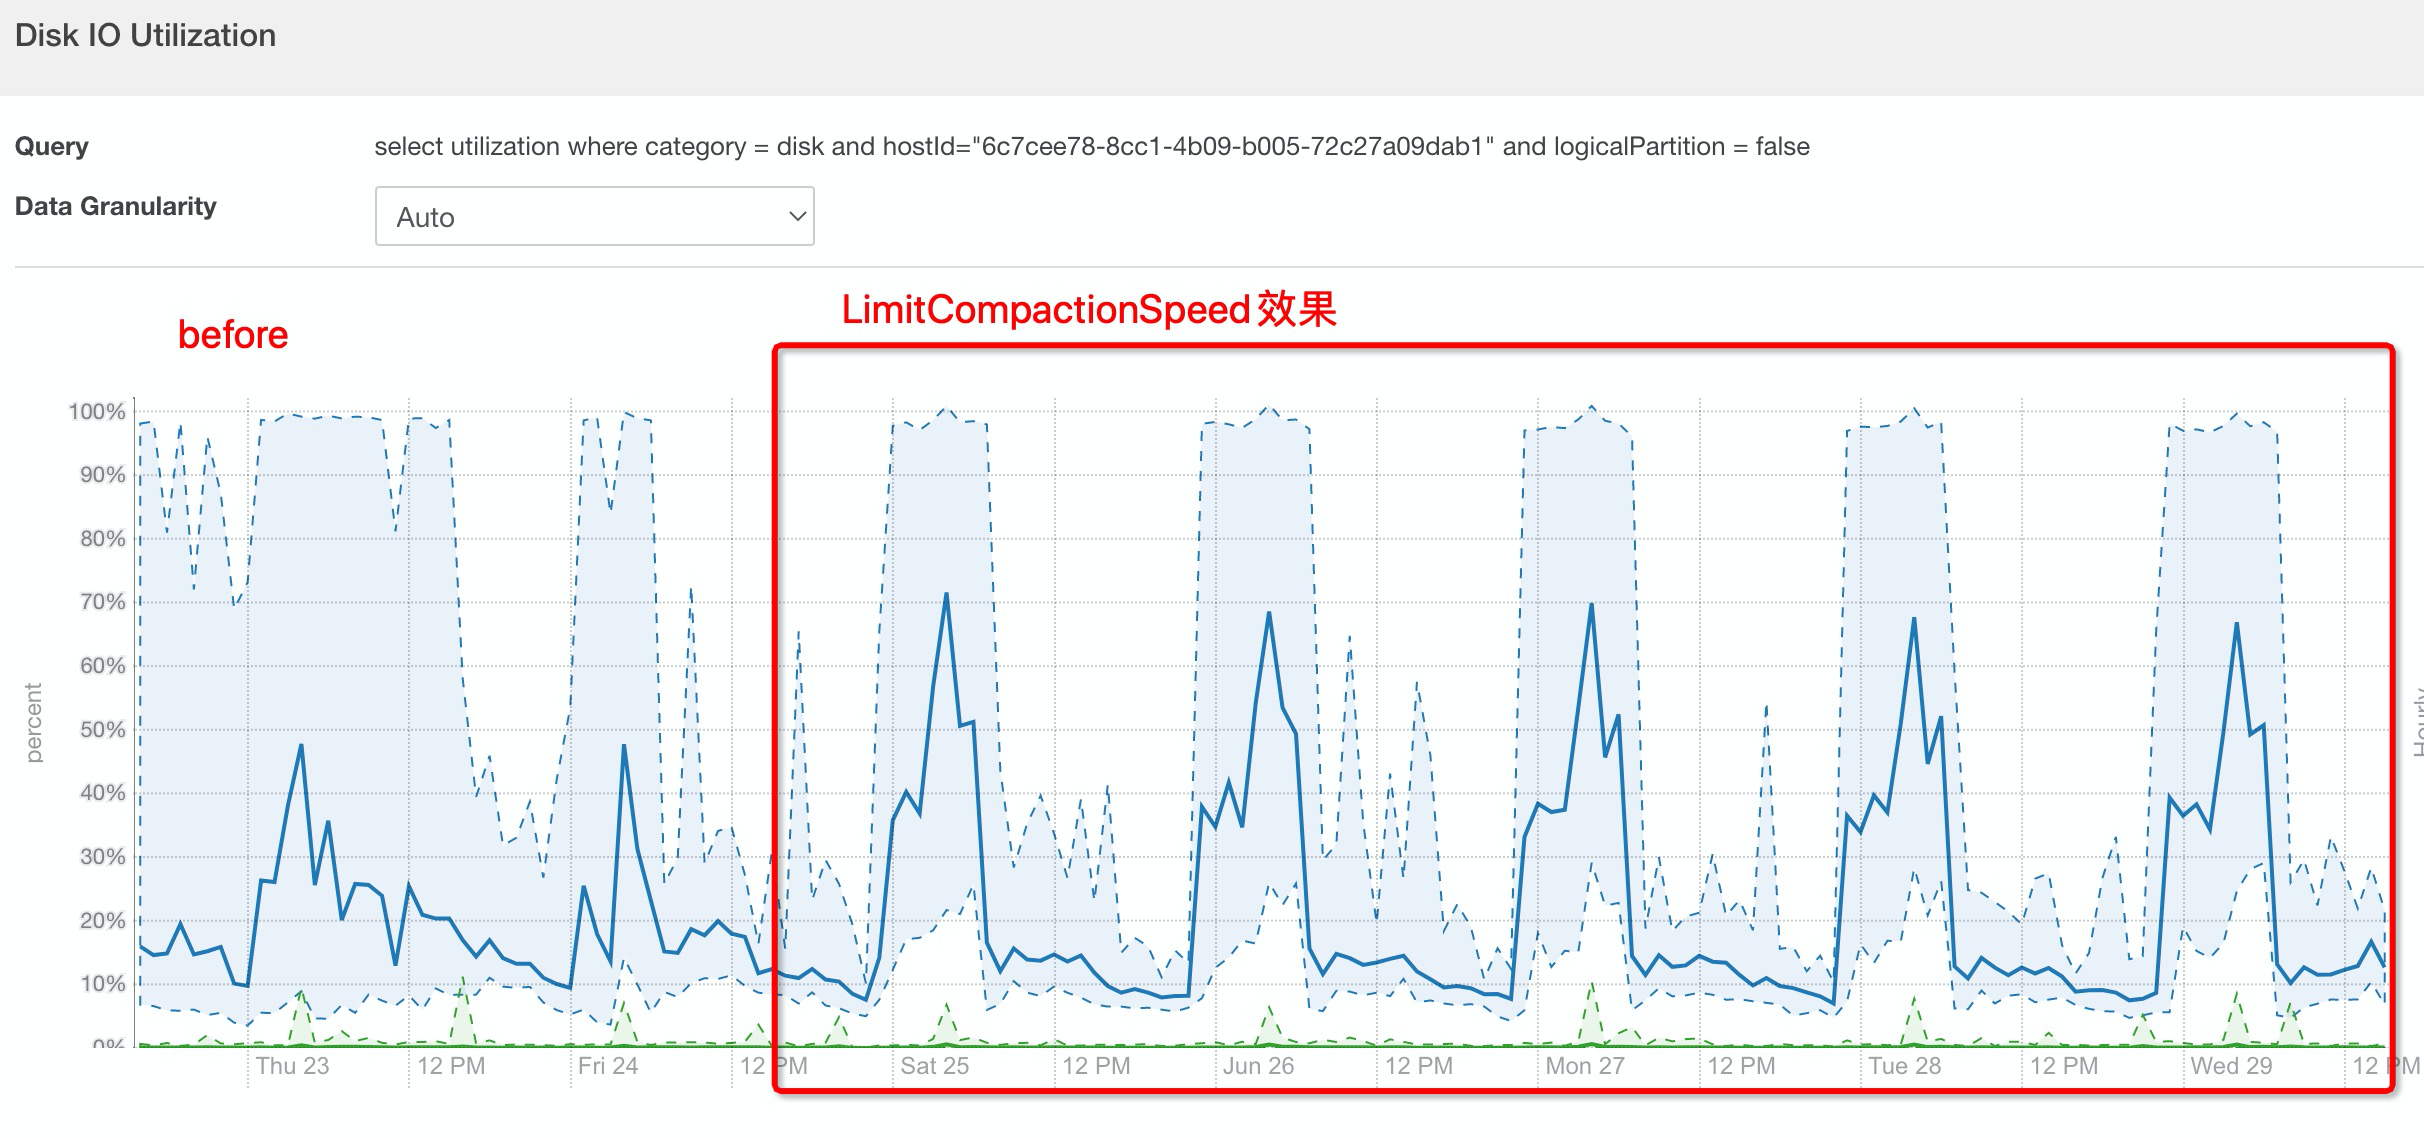 Disk IO Utilization
Query select utilization where category = disk and hostId="6c7cee78-8cc1-4b09-b005-72c27a09dab1" and logicalPartition = false
Data Granularity Auto
LimitCompactionSpeed效果
before
100%
90%
80%
70%
60%
50%
40%
30%
20%
10%
0%
percent
Hourly
Thu 23 12 PM Fri 24 12 PM Sat 25 12 PM Jun 26 12 PM Mon 27 12 PM Tue 28 12 PM Wed 29 12 PM